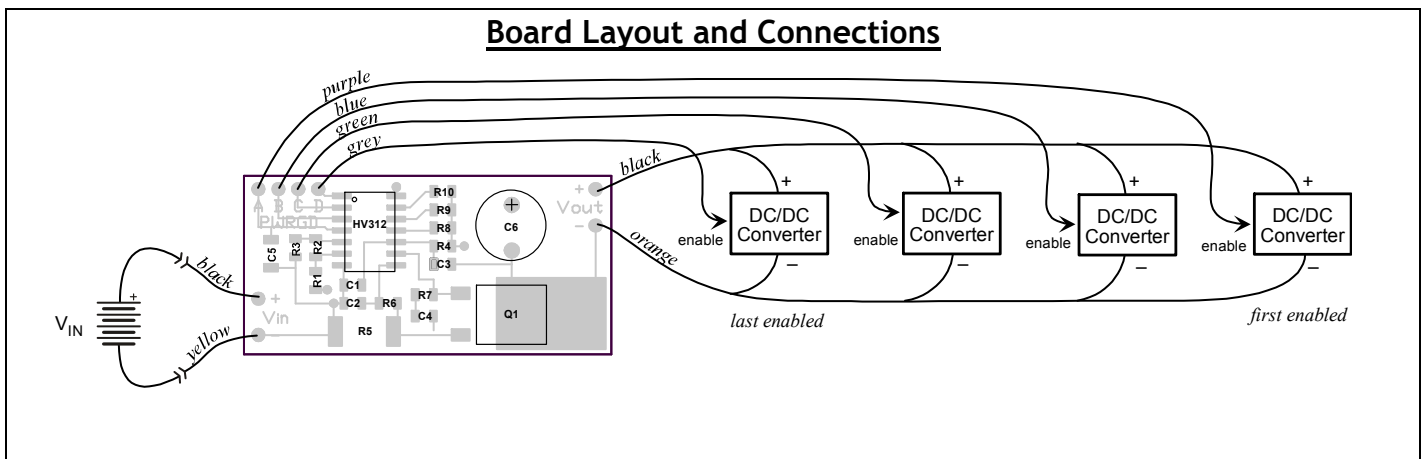 Board Layout and Connections
purple
blue
green
grey
black
orange
A B C D
PWRGD
HV312
R10
R9
R8
R4
C3
C6
+
Vout
-
C5
R3
R2
R1
C1
C2
R6
R7
C4
R5
Q1
+
Vin
-
black
yellow
+
VIN
+
DC/DC
Converter
–
enable
+
DC/DC
Converter
–
enable
+
DC/DC
Converter
–
enable
+
DC/DC
Converter
–
enable
last enabled
first enabled